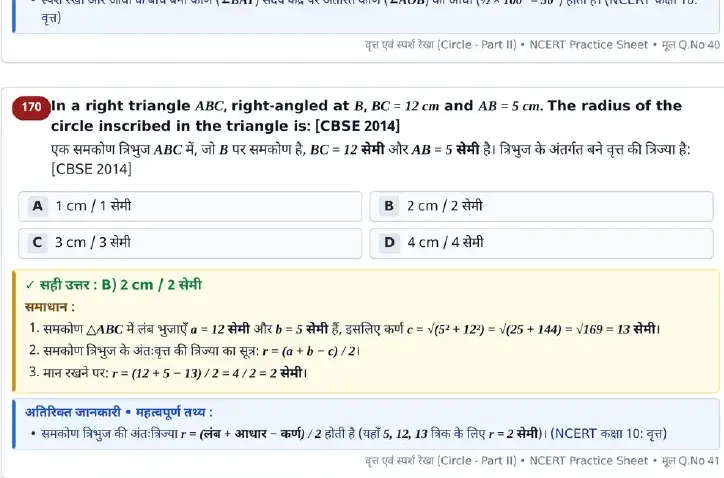 वृत्त)
वृत्त एवं स्पर्श रेखा (Circle - Part II) • NCERT Practice Sheet • मूल Q.No 40
170 In a right triangle ABC, right-angled at B, BC = 12 cm and AB = 5 cm. The radius of the
circle inscribed in the triangle is: [CBSE 2014]
एक समकोण त्रिभुज ABC में, जो B पर समकोण है, BC = 12 सेमी और AB = 5 सेमी है। त्रिभुज के अंतर्गत बने वृत्त की त्रिज्या है:
[CBSE 2014]
A 1 cm / 1 सेमी
B 2 cm / 2 सेमी
C 3 cm / 3 सेमी
D 4 cm / 4 सेमी
✓ सही उत्तर : B) 2 cm / 2 सेमी
समाधान :
1. समकोण △ABC में लंब भुजाएँ a = 12 सेमी और b = 5 सेमी हैं, इसलिए कर्ण c = √(5² + 12²) = √(25 + 144) = √169 = 13 सेमी।
2. समकोण त्रिभुज के अंतःवृत्त की त्रिज्या का सूत्र: r = (a + b − c) / 2।
3. मान रखने पर: r = (12 + 5 − 13) / 2 = 4 / 2 = 2 सेमी।
अतिरिक्त जानकारी • महत्वपूर्ण तथ्य :
• समकोण त्रिभुज की अंतःत्रिज्या r = (लंब + आधार − कर्ण) / 2 होती है (यहाँ 5, 12, 13 त्रिक के लिए r = 2 सेमी)। (NCERT कक्षा 10: वृत्त)
वृत्त एवं स्पर्श रेखा (Circle - Part II) • NCERT Practice Sheet • मूल Q.No 41